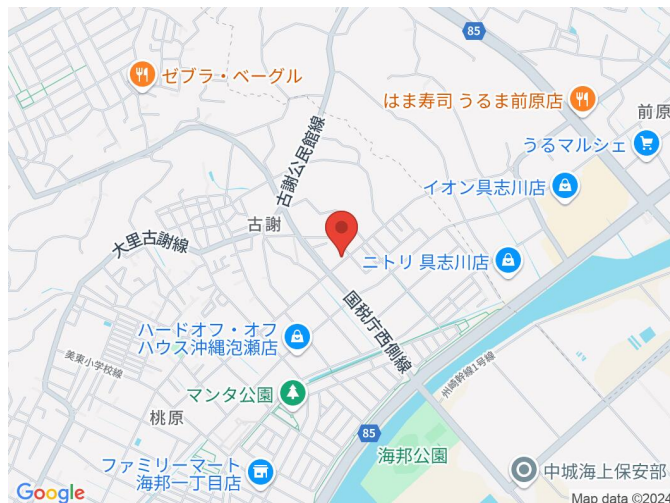 85
ゼブラ・ベーグル
はま寿司 うるま前原店
前原
うるマルシェ
古謝公民館線
イオン具志川店
大里古謝線
古謝
ニトリ 具志川店
国税庁西側線
ハードオフ・オフ
ハウス沖縄泡瀬店
美東小学校線
州崎幹線1号線
マンタ公園
桃原
85
海邦公園
ファミリーマート
海邦一丁目店
中城海上保安部
Google
Map data ©2024